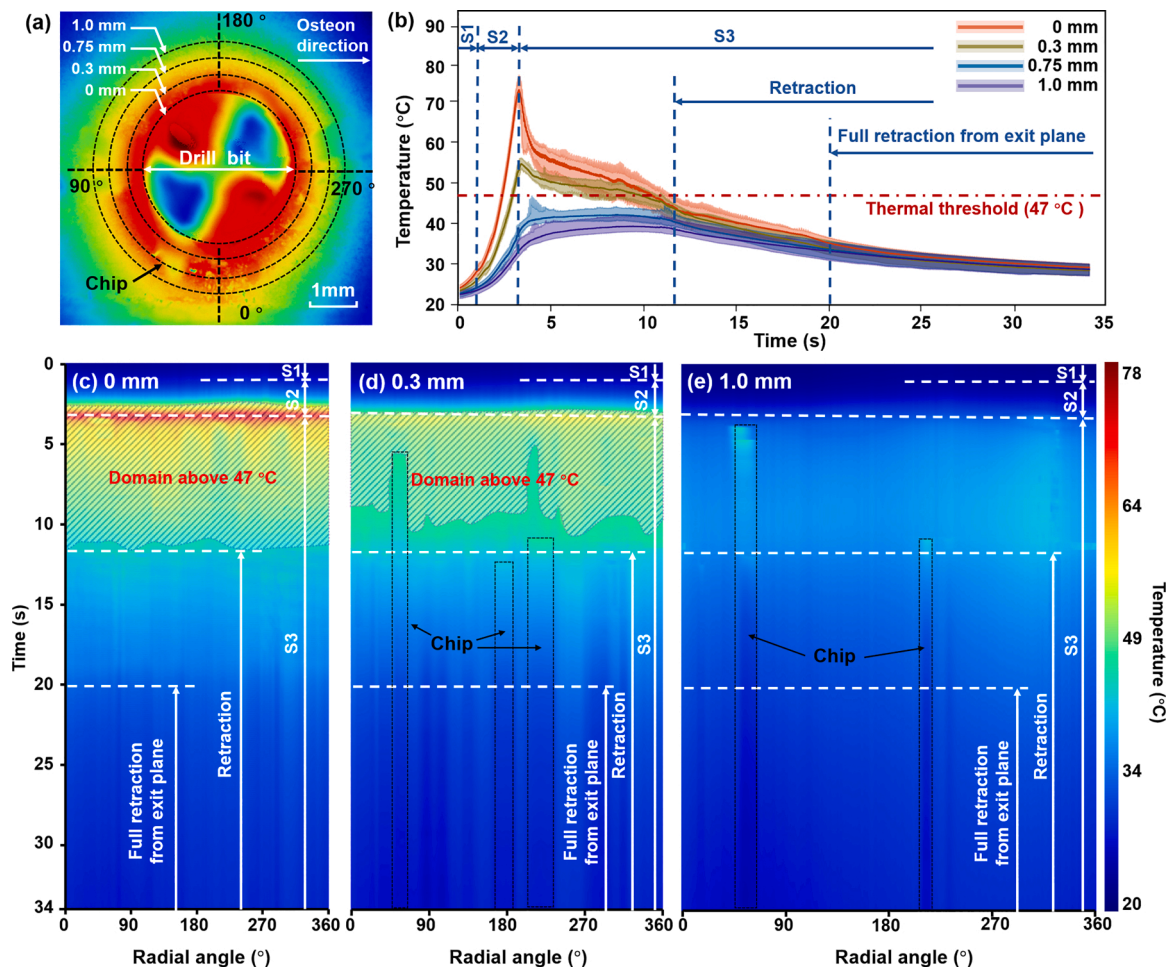 (a)
1.0 mm
0.75 mm
0.3 mm
0 mm
180 °
Osteon
direction
Drill bit
90 °
270 °
Chip
0 °
1mm
(b)
Temperature (°C)
90
80
70
60
50
40
30
20
S1
S2
S3
0 mm
0.3 mm
0.75 mm
1.0 mm
Retraction
Full retraction from exit plane
Thermal threshold (47 °C )
0 5 10 15 20 25 30 35
Time (s)
Time (s)
0
5
10
15
20
25
30
34
(c) 0 mm
S1
S2
Domain above 47 °C
S3
Retraction
Full retraction
from exit plane
0 90 180 270 360
Radial angle (°)
(d) 0.3 mm
S1
S2
Domain above 47 °C
Chip
S3
Retraction
Full retraction
from exit plane
0 90 180 270 360
Radial angle (°)
(e) 1.0 mm
S1
S2
Chip
S3
Retraction
Full retraction
from exit plane
0 90 180 270 360
Radial angle (°)
78
64
49
34
20
Temperature (°C)